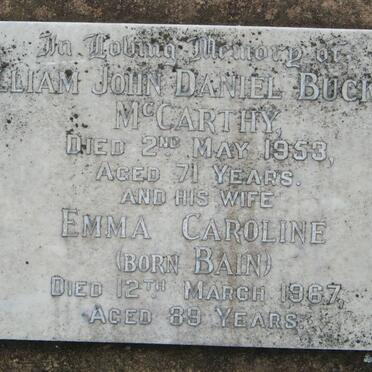 In Loving Memory of
LLIAM JOHN DANIEL BUCK
McCARTHY,
DIED 2ND MAY 1953,
AGED 71 YEARS.
AND HIS WIFE
EMMA CAROLINE
(BORN BAIN)
DIED 12TH MARCH 1967,
AGED 89 YEARS.